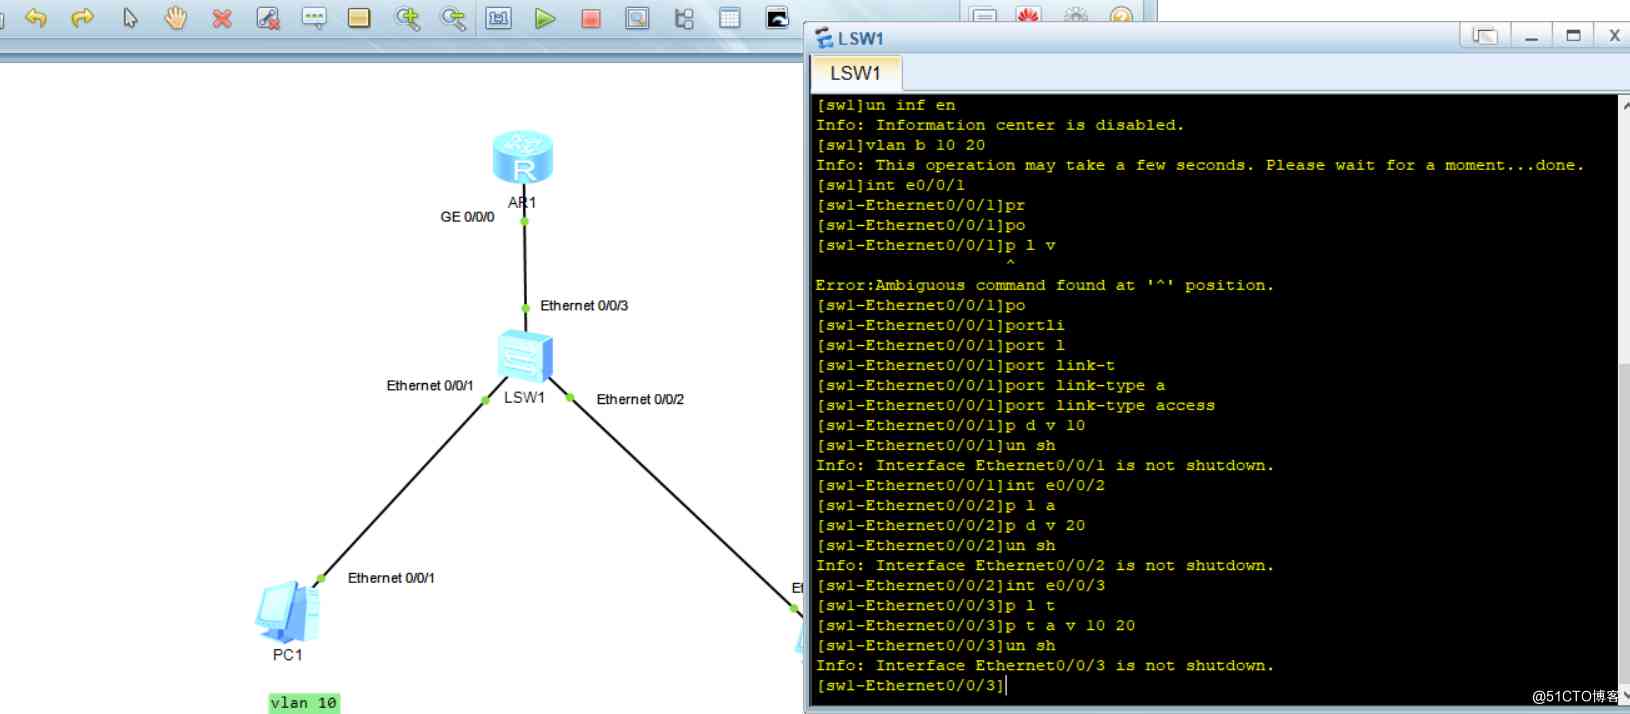 LSW1
LSW1
[sw1]un inf en
Info: Information center is disabled.
[sw1]vlan b 10 20
Info: This operation may take a few seconds. Please wait for a moment...done.
[sw1]int e0/0/1
[sw1-Ethernet0/0/1]pr
[sw1-Ethernet0/0/1]po
[sw1-Ethernet0/0/1]p l v
^
Error:Ambiguous command found at '^' position.
[sw1-Ethernet0/0/1]po
[sw1-Ethernet0/0/1]portli
[sw1-Ethernet0/0/1]port l
[sw1-Ethernet0/0/1]port link-t
[sw1-Ethernet0/0/1]port link-type a
[sw1-Ethernet0/0/1]port link-type access
[sw1-Ethernet0/0/1]p d v 10
[sw1-Ethernet0/0/1]un sh
Info: Interface Ethernet0/0/1 is not shutdown.
[sw1-Ethernet0/0/1]int e0/0/2
[sw1-Ethernet0/0/2]p l a
[sw1-Ethernet0/0/2]p d v 20
[sw1-Ethernet0/0/2]un sh
Info: Interface Ethernet0/0/2 is not shutdown.
[sw1-Ethernet0/0/2]int e0/0/3
[sw1-Ethernet0/0/3]p l t
[sw1-Ethernet0/0/3]p t a v 10 20
[sw1-Ethernet0/0/3]un sh
Info: Interface Ethernet0/0/3 is not shutdown.
[sw1-Ethernet0/0/3]
R
AR1
GE 0/0/0
Ethernet 0/0/3
Ethernet 0/0/1
LSW1
Ethernet 0/0/2
Ethernet 0/0/1
PC1
vlan 10
@51CTO博客